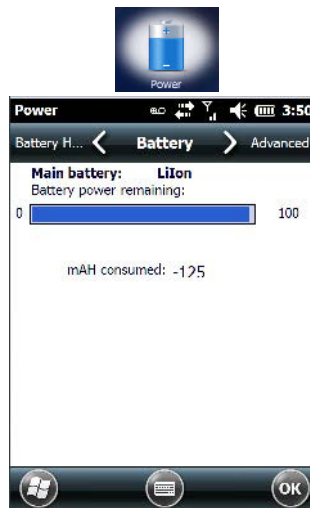 Power
Power 3:50
Battery H... Battery Advanced
Main battery: LiIon
Battery power remaining:
0 100
mAH consumed: -125
OK